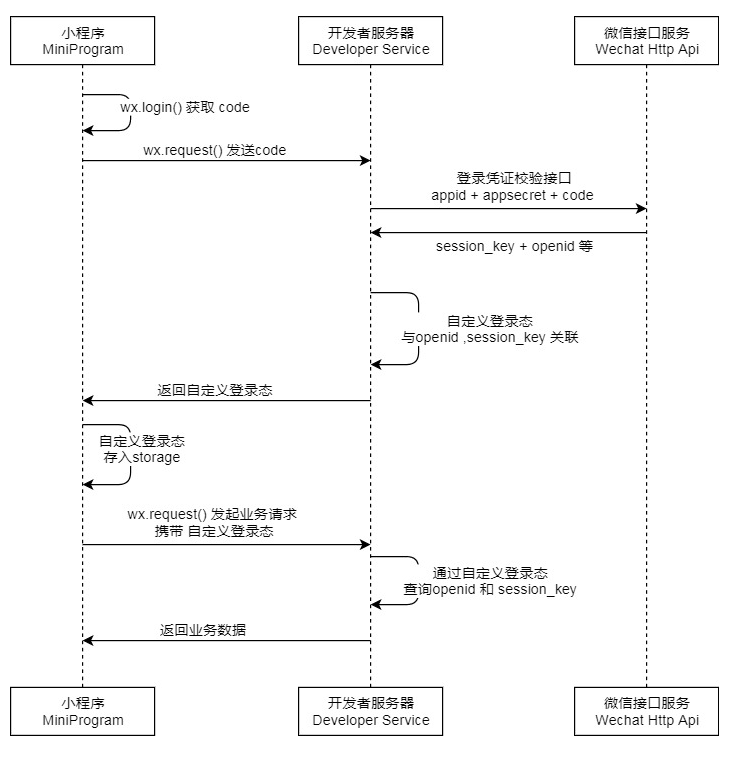 小程序
MiniProgram
开发者服务器
Developer Service
微信接口服务
Wechat Http Api
wx.login() 获取 code
wx.request() 发送code
登录凭证校验接口
appid + appsecret + code
session_key + openid 等
自定义登录态
与openid ,session_key 关联
返回自定义登录态
自定义登录态
存入storage
wx.request() 发起业务请求
携带 自定义登录态
通过自定义登录态
查询openid 和 session_key
返回业务数据
小程序
MiniProgram
开发者服务器
Developer Service
微信接口服务
Wechat Http Api